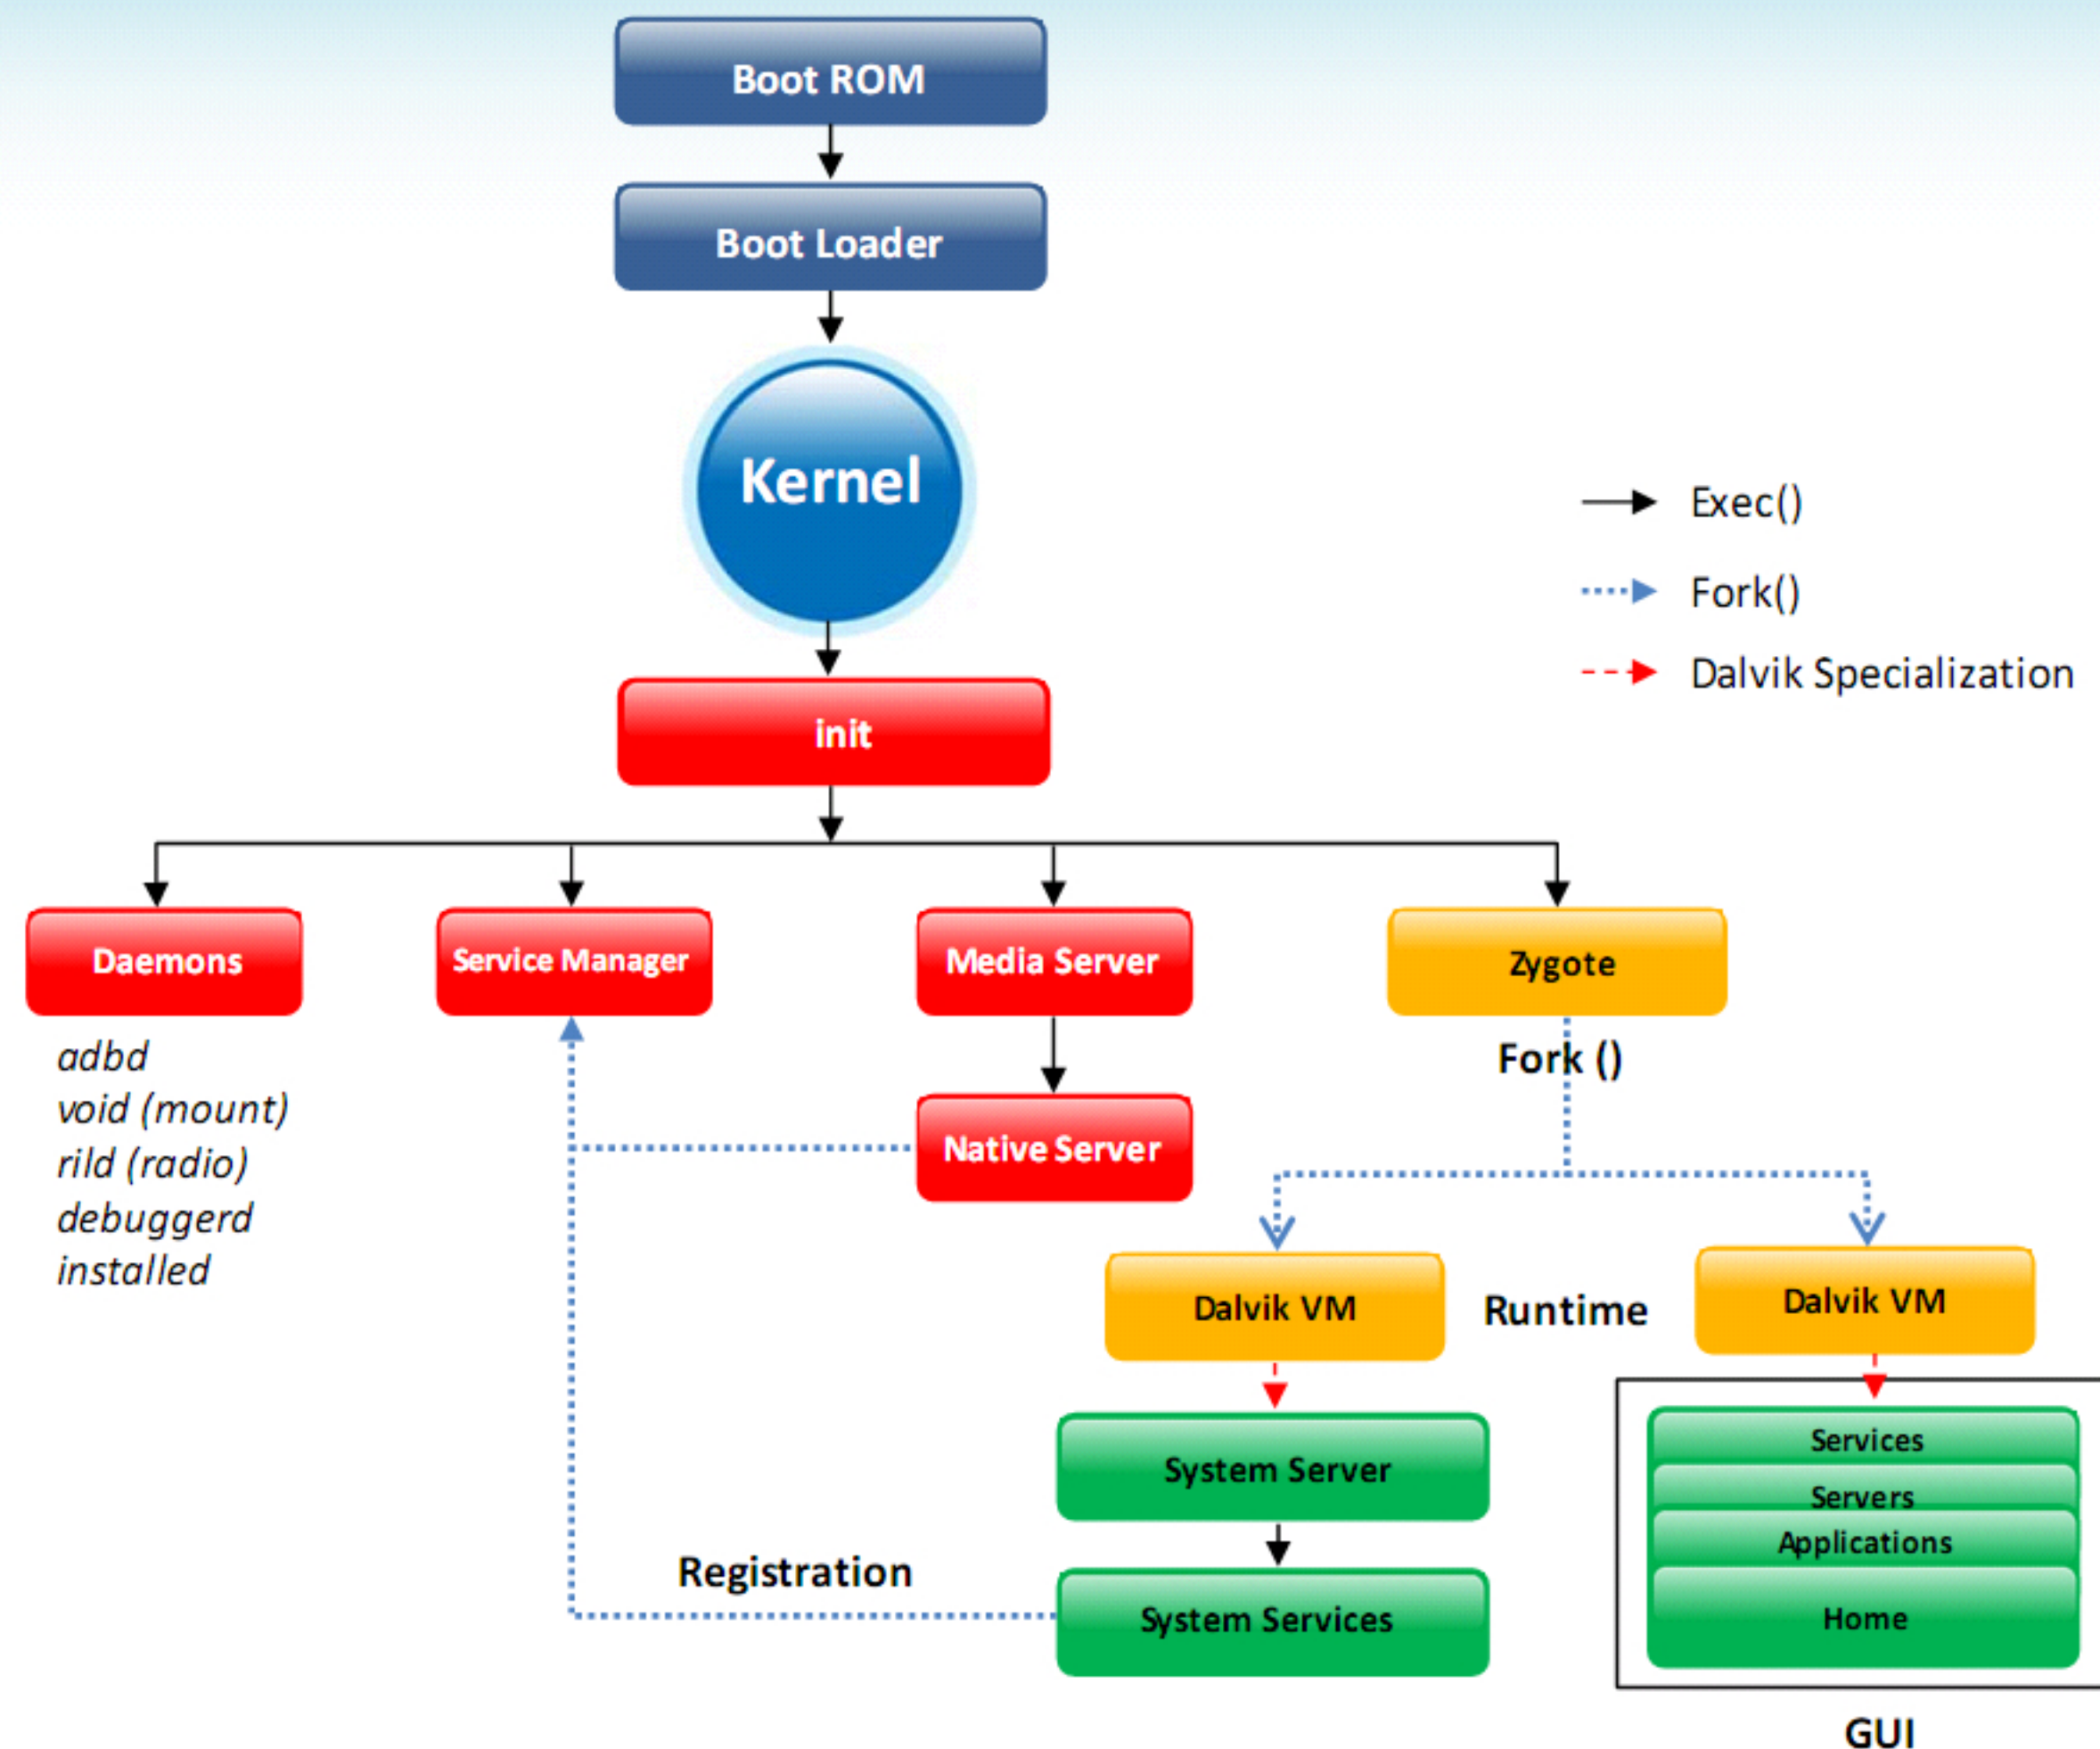 Boot ROM
Boot Loader
Kernel
Exec()
Fork()
Dalvik Specialization
init
Daemons
Service Manager
Media Server
Zygote
adbd
void (mount)
rild (radio)
debuggerd
installed
Fork ()
Native Server
Dalvik VM
Runtime
Dalvik VM
System Server
Services
Servers
Applications
Home
Registration
System Services
GUI